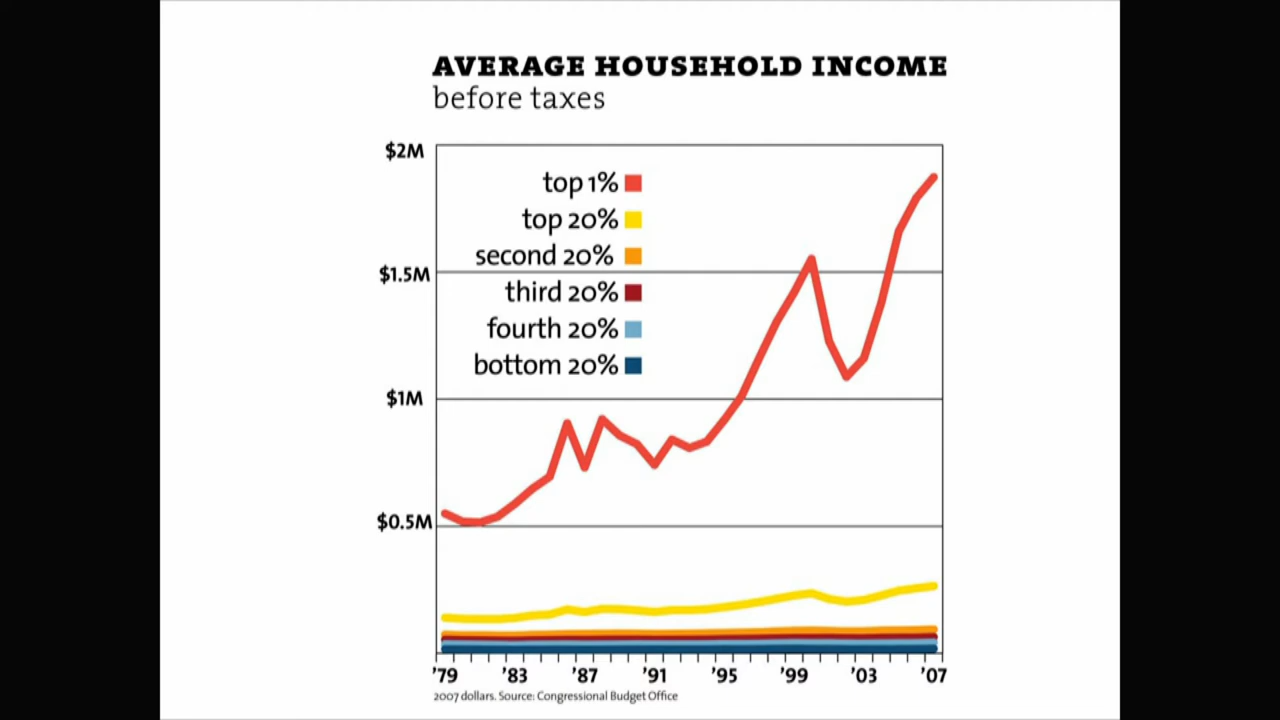 AVERAGE HOUSEHOLD INCOME
before taxes
$2M
top 1%
top 20%
second 20%
$1.5M
third 20%
fourth 20%
bottom 20%
$1M
$0.5M
'79 '83 '87 '91 '95 '99 '03 '07
2007 dollars. Source: Congressional Budget Office